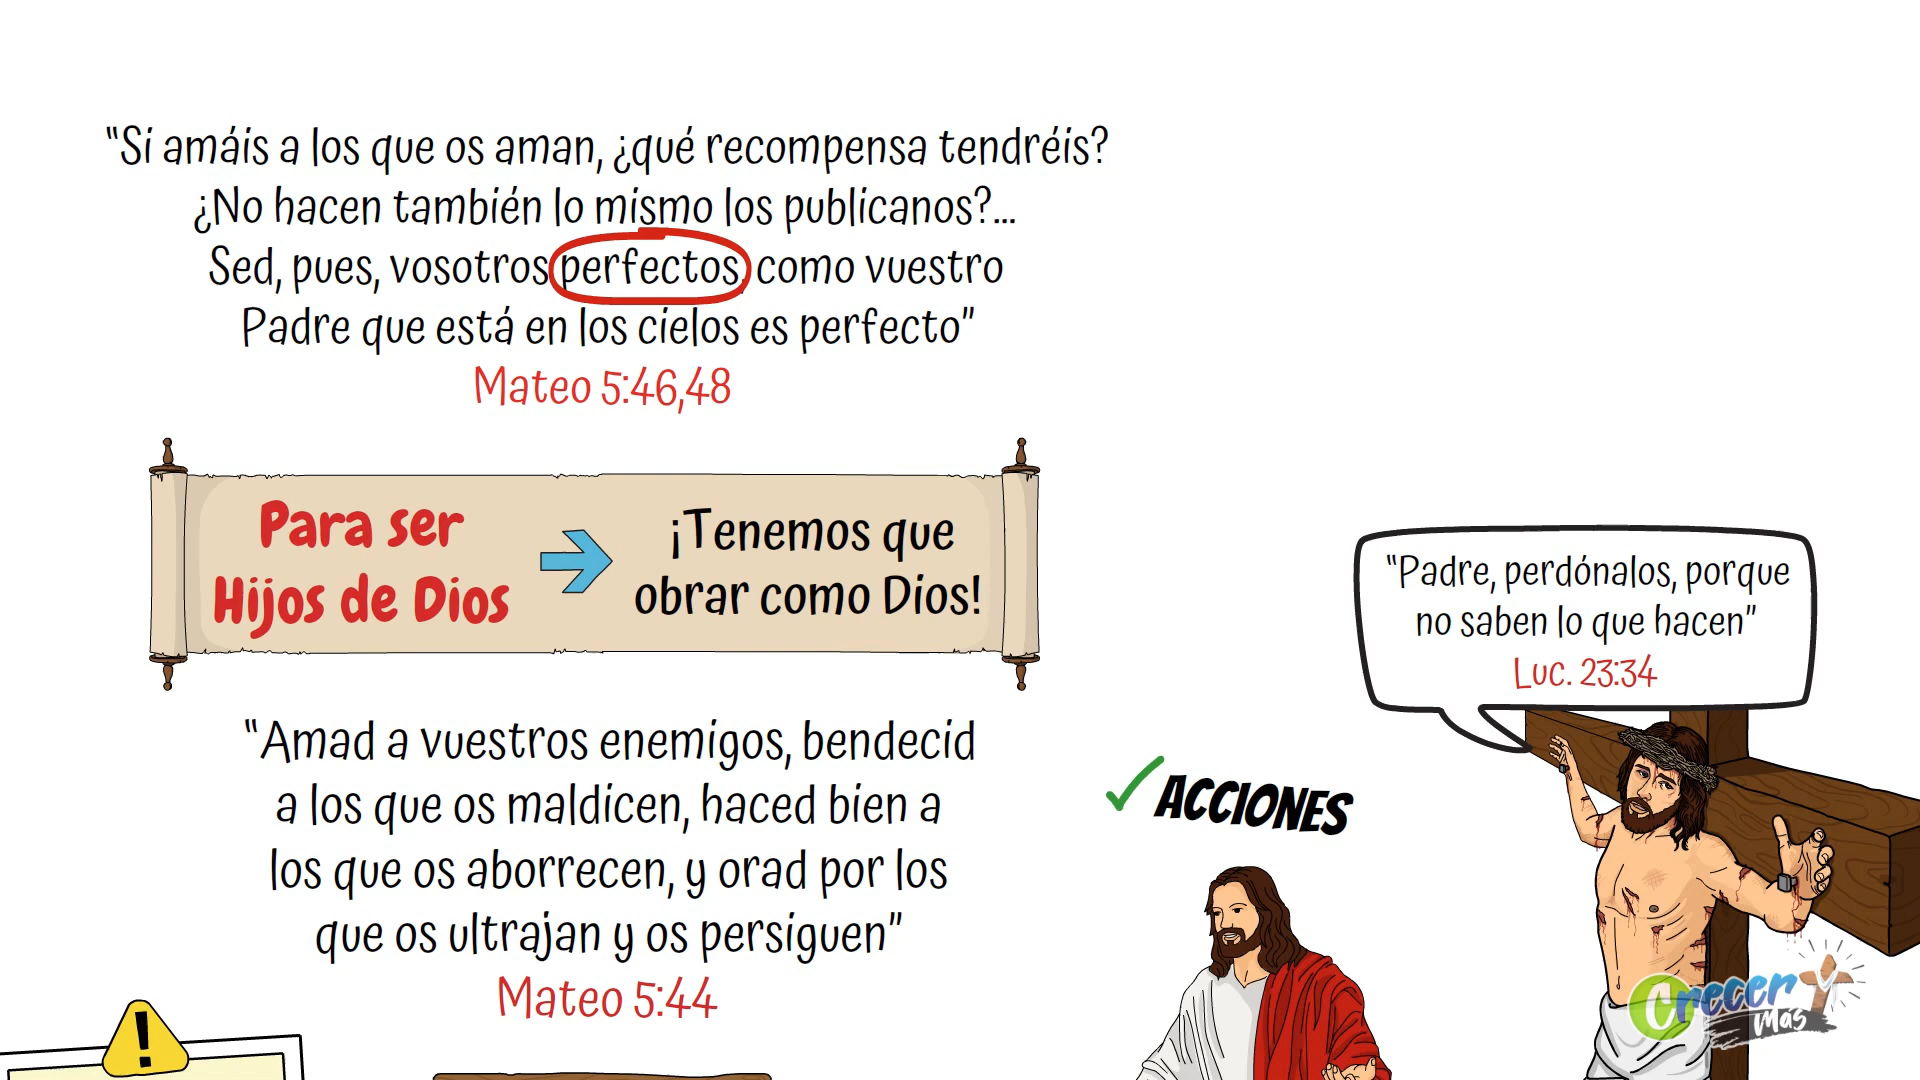 “Si amáis a los que os aman, ¿qué recompensa tendréis?
¿No hacen también lo mismo los publicanos?...
Sed, pues, vosotros perfectos, como vuestro
Padre que está en los cielos es perfecto”
Mateo 5:46,48
Para ser
Hijos de Dios
¡Tenemos que
obrar como Dios!
“Amad a vuestros enemigos, bendecid
a los que os maldicen, haced bien a
los que os aborrecen, y orad por los
que os ultrajan y os persiguen”
Mateo 5:44
ACCIONES
“Padre, perdónalos, porque
no saben lo que hacen”
Luc. 23:34
!
Crecer
Más